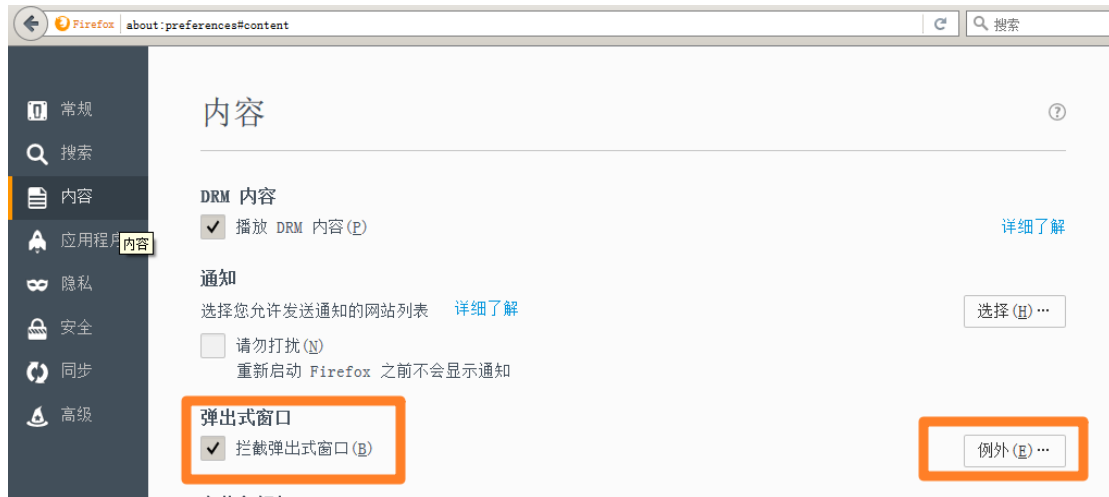 Firefox about:preferences#content 搜索
常规
搜索
内容
应用程序
内容
隐私
安全
同步
高级
内容
DRM 内容
播放 DRM 内容(P) 详细了解
通知
选择您允许发送通知的网站列表 详细了解 选择(H)…
请勿打扰(N)
重新启动 Firefox 之前不会显示通知
弹出式窗口
拦截弹出式窗口(B) 例外(E)…